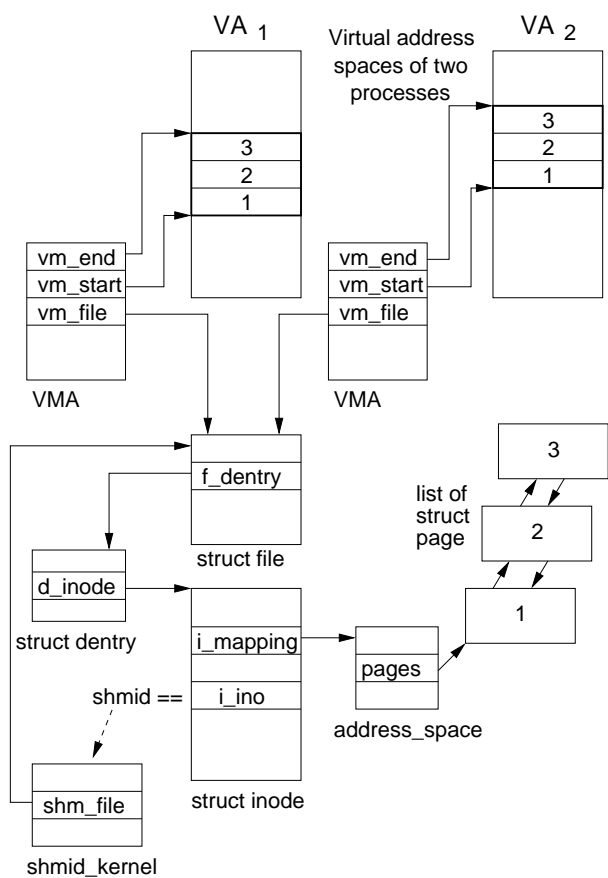 VA 1
Virtual address
spaces of two
processes
VA 2
3
2
1
3
2
1
vm_end
vm_start
vm_file
VMA
vm_end
vm_start
vm_file
VMA
f_dentry
struct file
list of
struct
page
3
2
1
d_inode
struct dentry
i_mapping
shmid ==
i_ino
struct inode
pages
address_space
shm_file
shmid_kernel